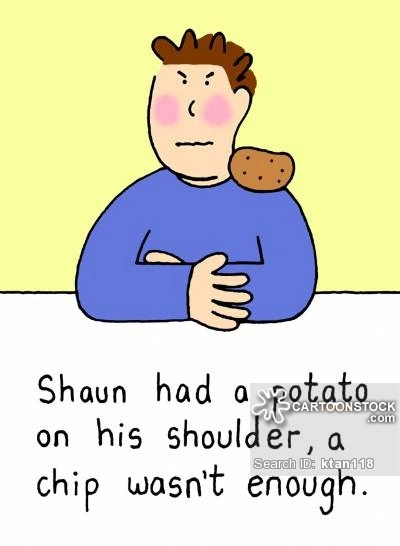 Shaun had a potato
CARTOONSTOCK
.com
on his shoulder, a
Search ID: ktan118
chip wasn't enough.